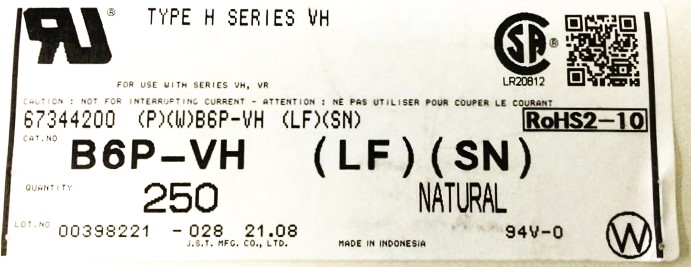 TYPE H SERIES VH
LR20812
FOR USE WITH SERIES VH, VR
CAUTION : NOT FOR INTERRUPTING CURRENT - ATTENTION : NE PAS UTILISER POUR COUPER LE COURANT
67344200 (P)(W)B6P-VH (LF)(SN) RoHS2-10
CAT.NO B6P-VH (LF)(SN)
QUANTITY 250 NATURAL
LOT.NO 00398221 -028 21.08 94V-0
J.S.T. MFG. CO., LTD. MADE IN INDONESIA
W